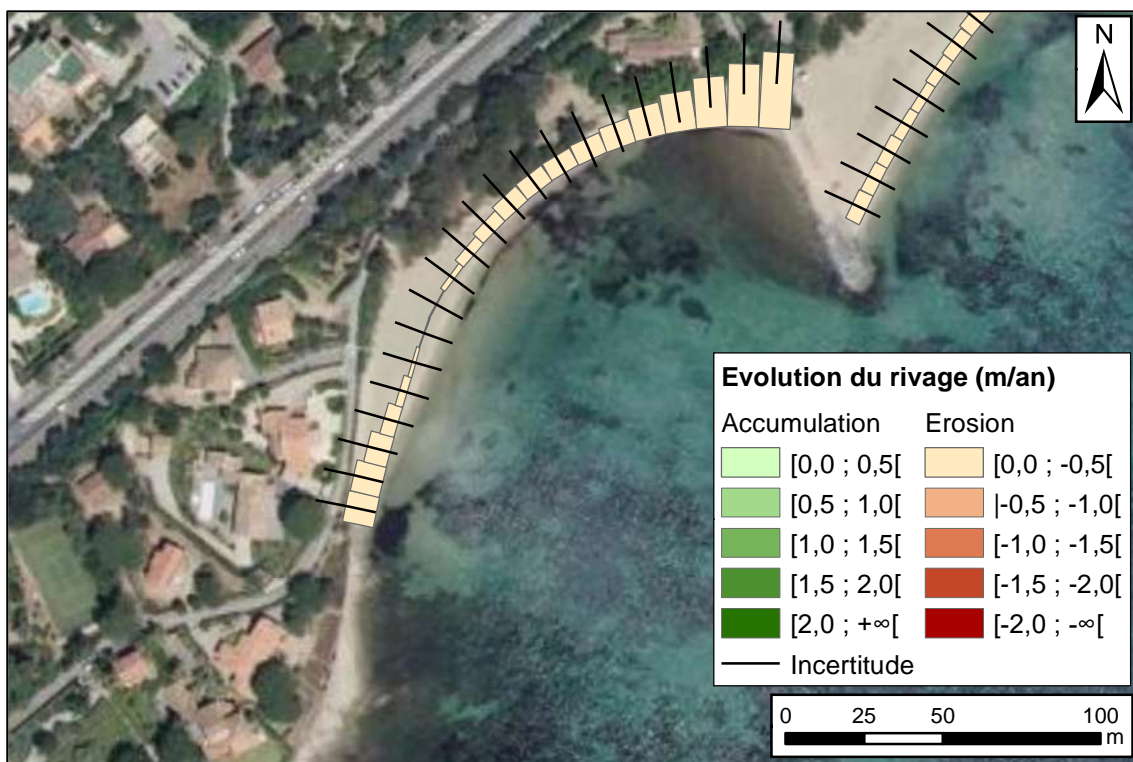 N
Evolution du rivage (m/an)
Accumulation Erosion
[0,0 ; 0,5[ [0,0 ; -0,5[
[0,5 ; 1,0[ |-0,5 ; -1,0[
[1,0 ; 1,5[ [-1,0 ; -1,5[
[1,5 ; 2,0[ [-1,5 ; -2,0[
[2,0 ; +∞[ [-2,0 ; -∞[
Incertitude
0 25 50 100
m